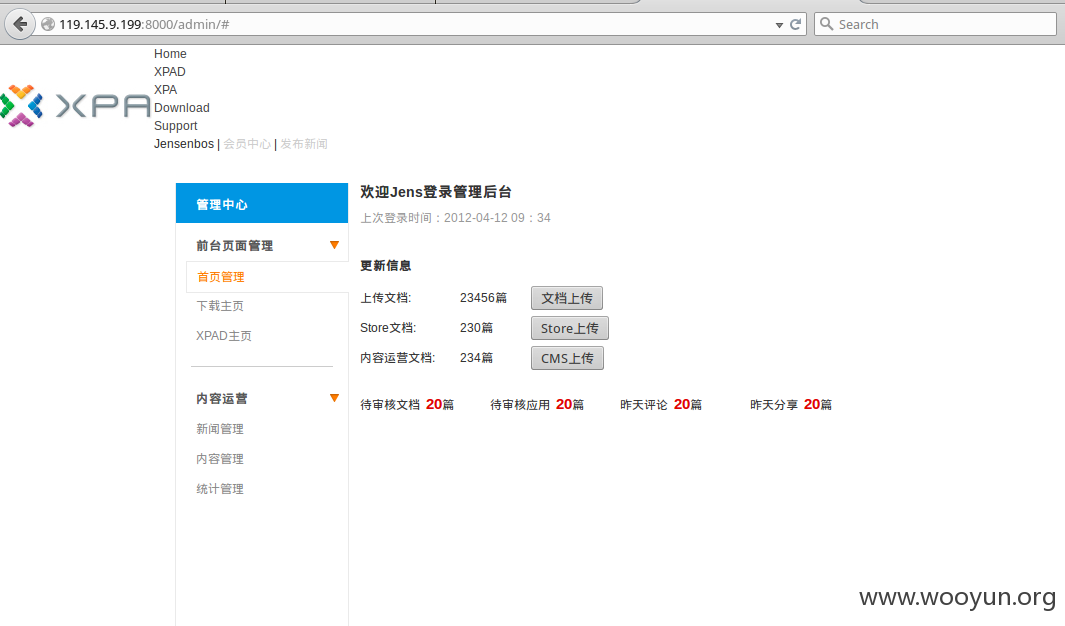 119.145.9.199:8000/admin/#
Search
Home
XPAD
XPA
Download
Support
XPA
Jensenbos | 会员中心 | 发布新闻
管理中心
前台页面管理
首页管理
下载主页
XPAD主页
内容运营
新闻管理
内容管理
统计管理
欢迎Jens登录管理后台
上次登录时间：2012-04-12 09：34
更新信息
上传文档: 23456篇 文档上传
Store文档: 230篇 Store上传
内容运营文档: 234篇 CMS上传
待审核文档 20篇 待审核应用 20篇 昨天评论 20篇 昨天分享 20篇
www.wooyun.org